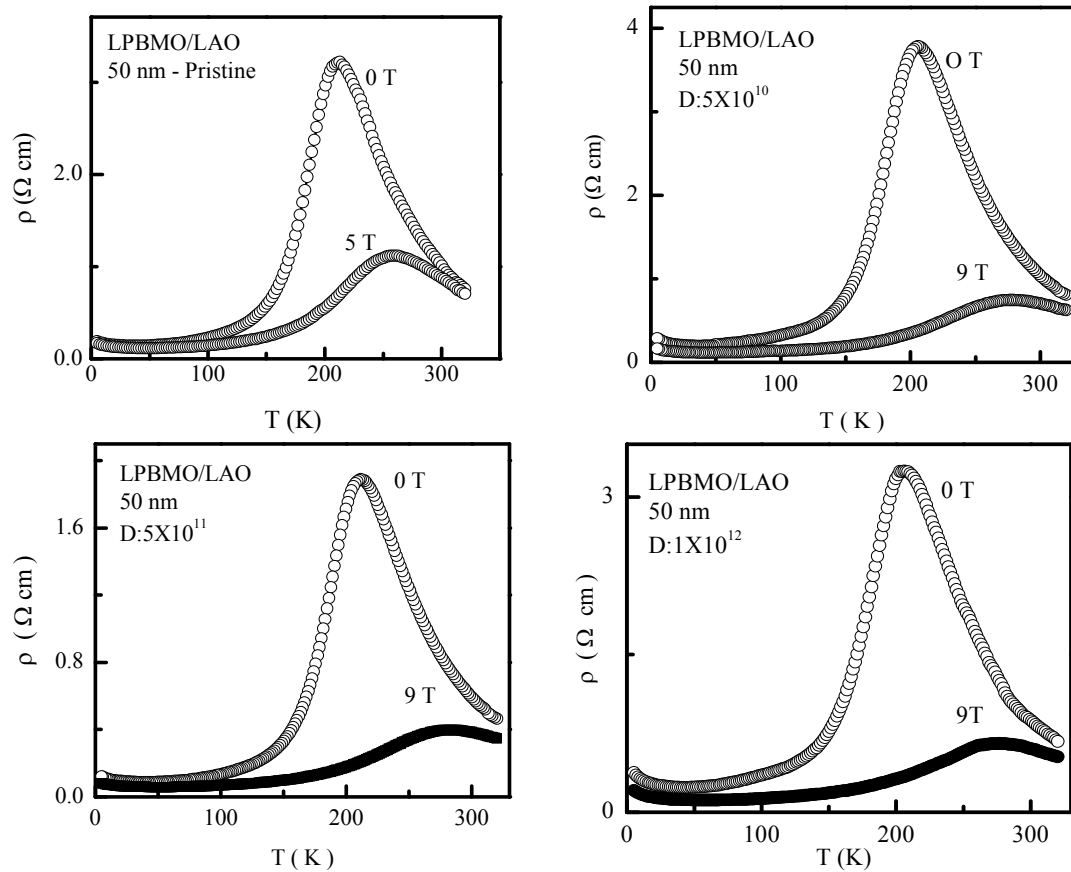 LPBMO/LAO
50 nm - Pristine
0 T
5 T
ρ (Ω cm)
3.0
0.0
0 100 200 300
T (K)
LPBMO/LAO
50 nm
D:5X10¹⁰
O T
9 T
ρ (Ω cm)
4
2
0
0 100 200 300
T ( K )
LPBMO/LAO
50 nm
D:5X10¹¹
0 T
9 T
ρ ( Ω cm )
1.6
0.8
0.0
0 100 200 300
T ( K )
LPBMO/LAO
50 nm
D:1X10¹²
0 T
9T
ρ ( Ω cm )
3
0
0 100 200 300
T (K)